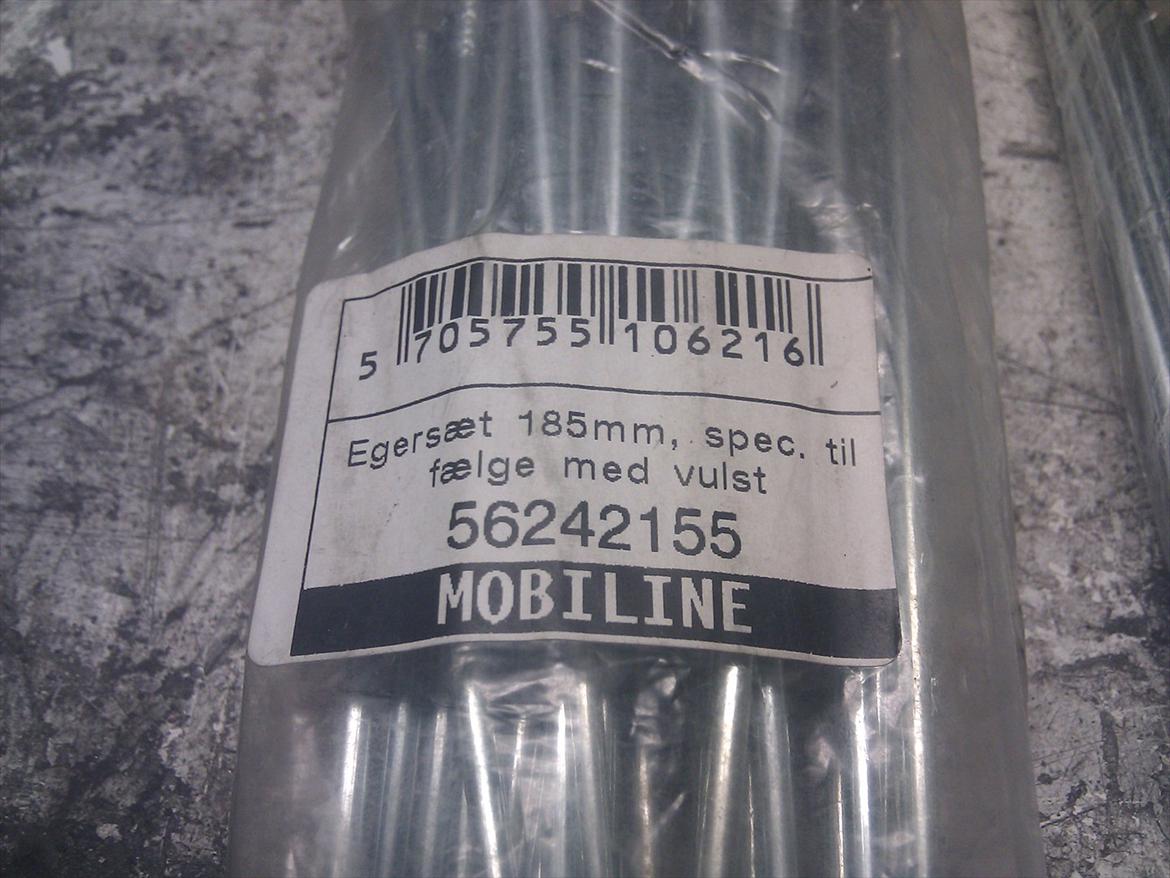 5 705755 106216
Egersæt 185mm, spec. til
fælge med vulst
56242155
MOBILINE